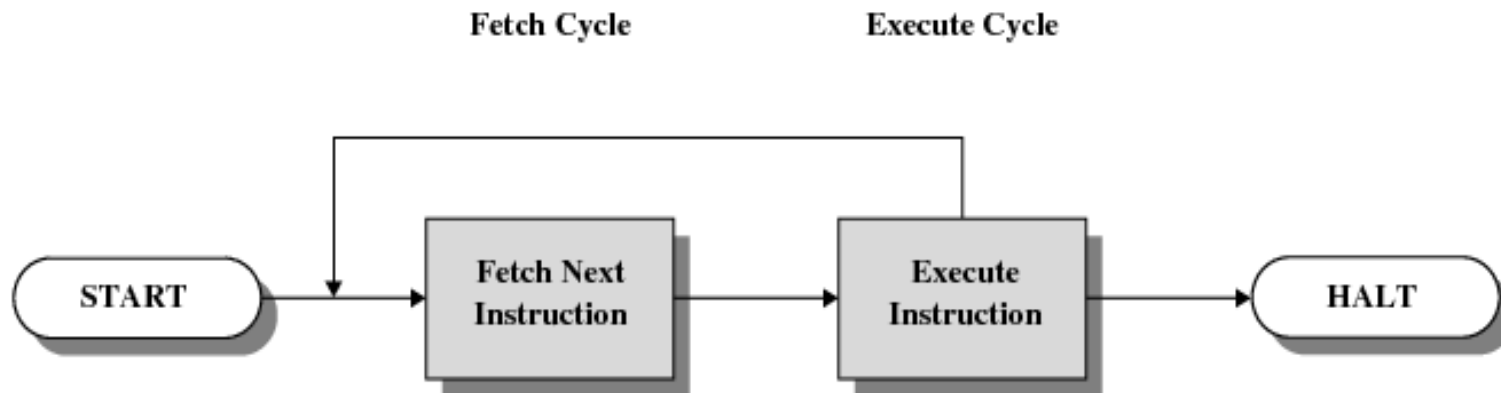 Fetch Cycle
Execute Cycle
START
Fetch Next
Instruction
Execute
Instruction
HALT